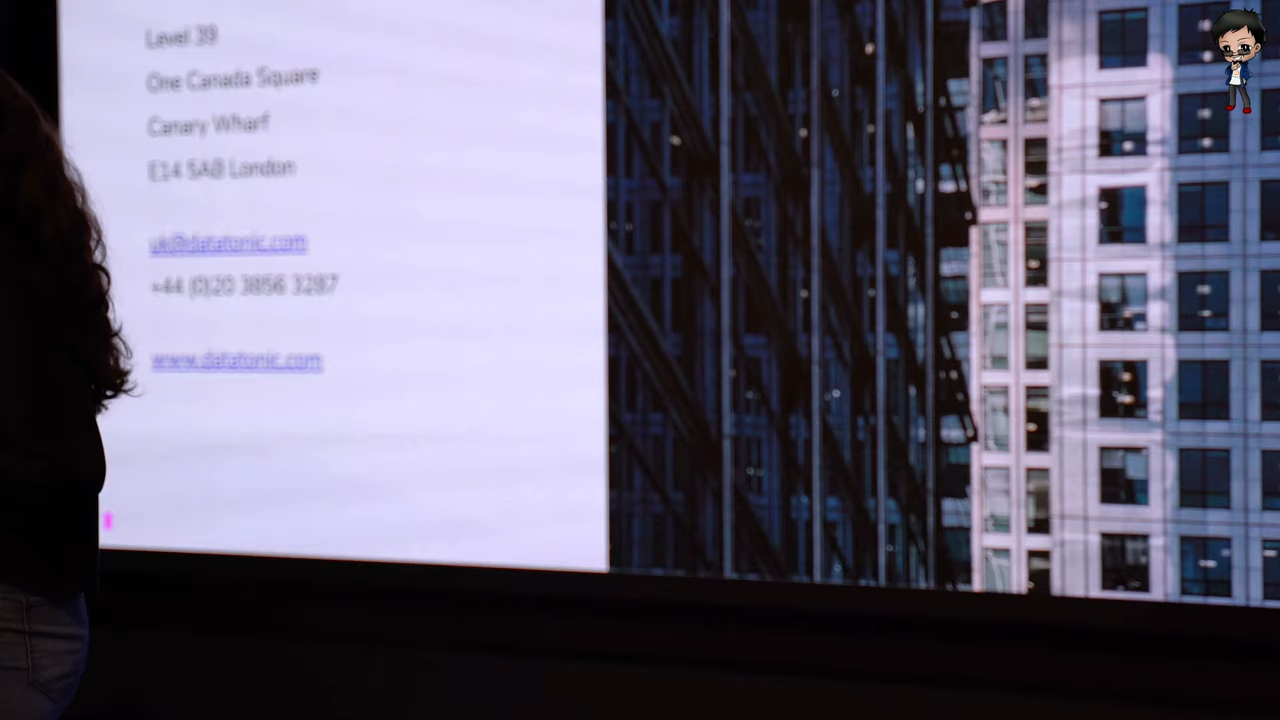 Level 39
One Canada Square
Canary Wharf
E14 5AB London
uk@datatonic.com
+44 (0)20 3856 3287
www.datatonic.com